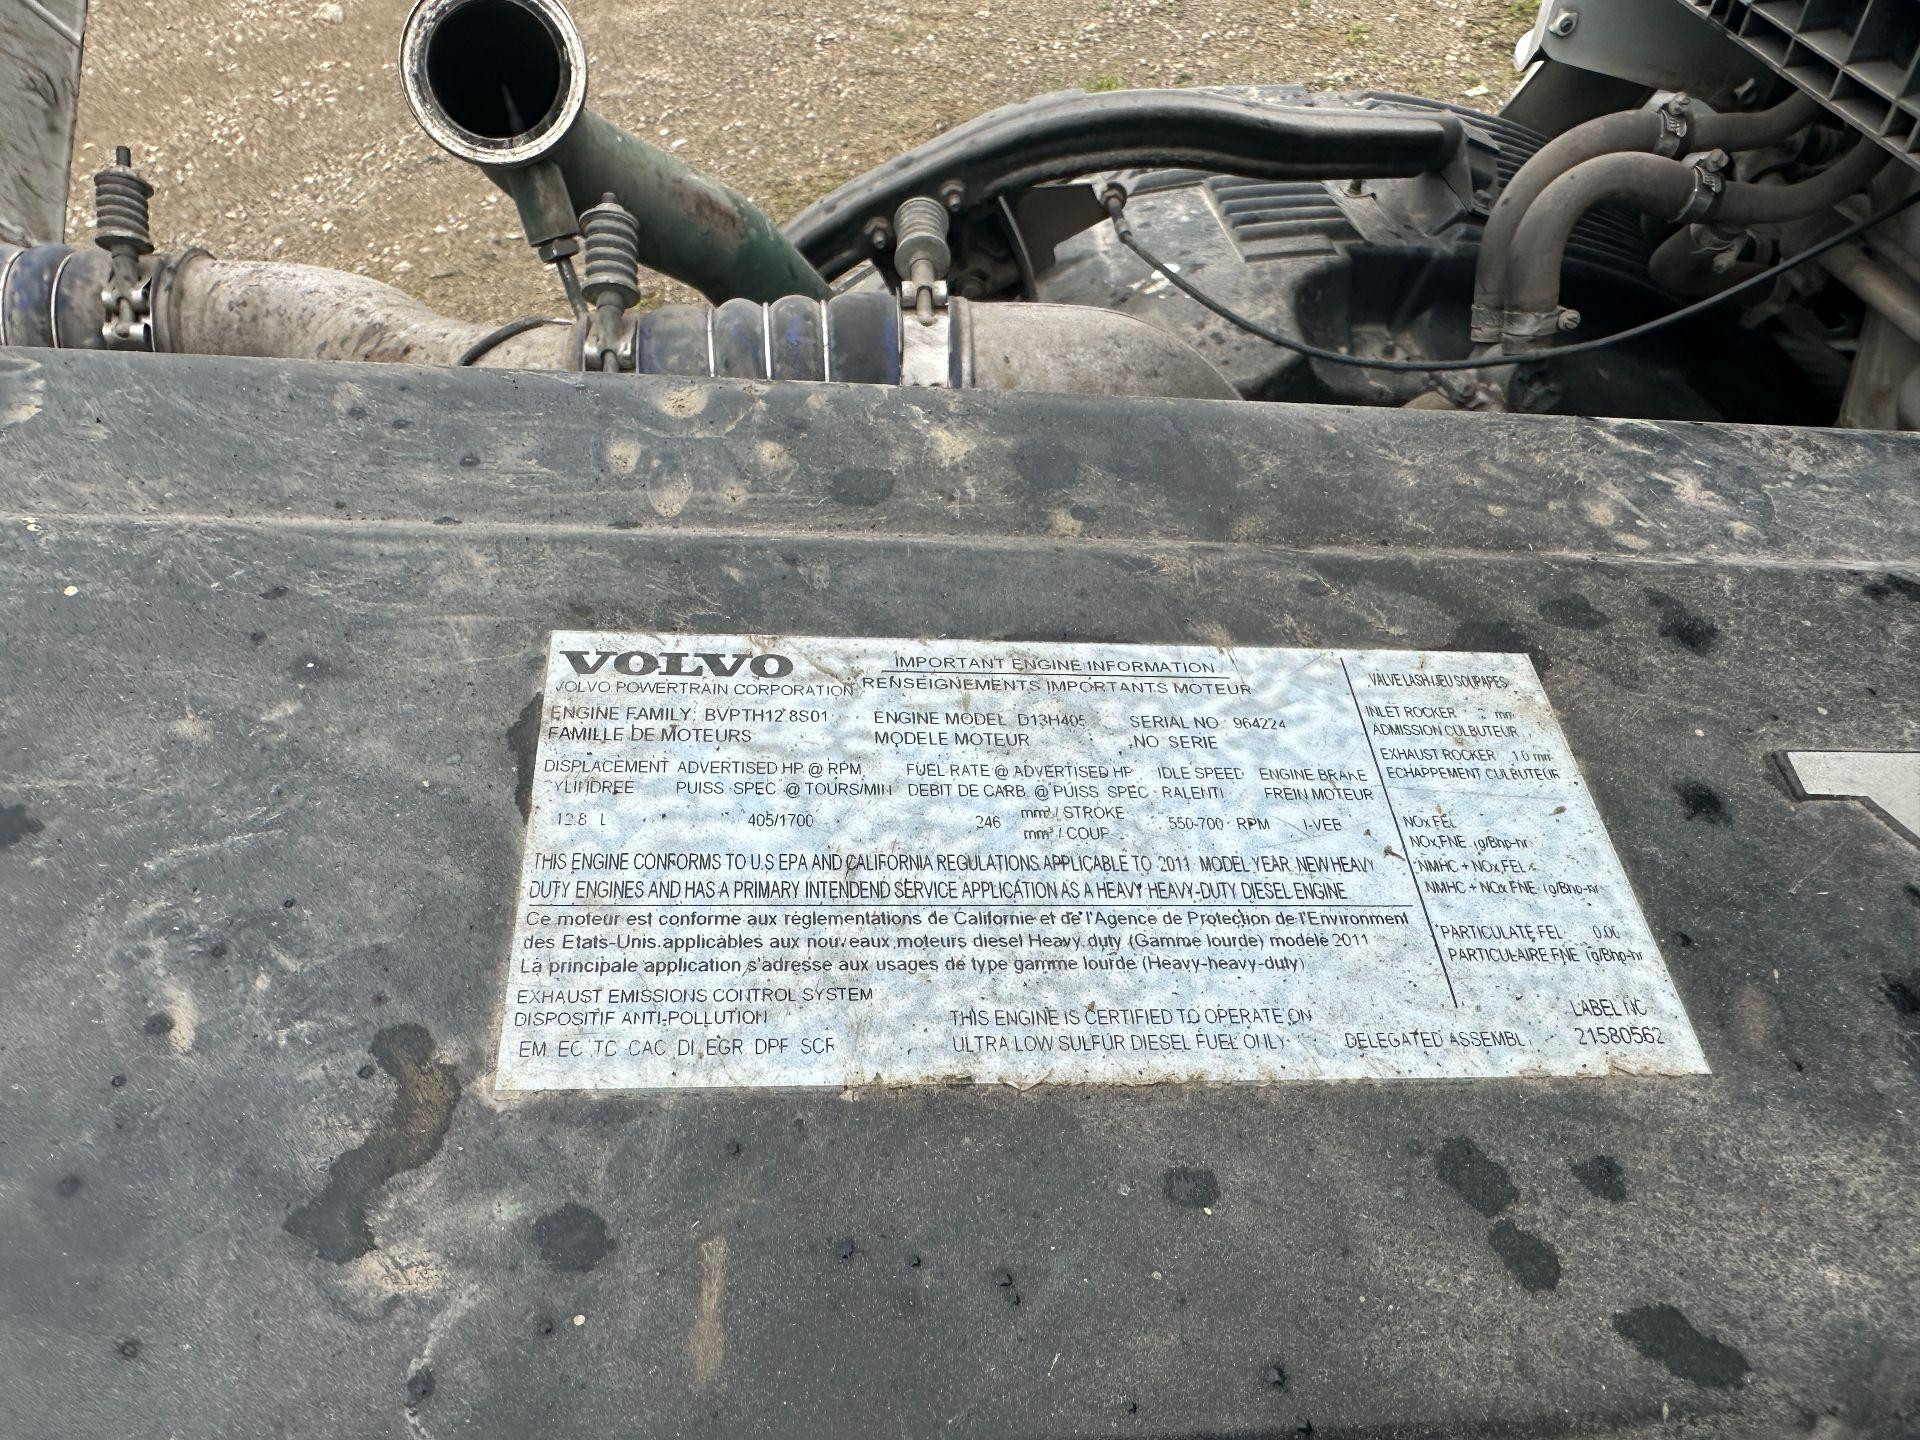 VOLVO
VOLVO POWERTRAIN CORPORATION
IMPORTANT ENGINE INFORMATION
RENSEIGNEMENTS IMPORTANTS MOTEUR
ENGINE FAMILY BVPTH12.8S01
FAMILLE DE MOTEURS
ENGINE MODEL D13H405
MODELE MOTEUR
SERIAL NO 964224
NO SERIE
DISPLACEMENT
CYLINDREE
12.8 L
ADVERTISED HP @ RPM
PUISS SPEC @ TOURS/MIN
405/1700
FUEL RATE @ ADVERTISED HP
DEBIT DE CARB. @ PUISS SPEC
246 mm³ / STROKE
mm³ / COUP
IDLE SPEED
RALENTI
550-700 RPM
ENGINE BRAKE
FREIN MOTEUR
I-VEB
THIS ENGINE CONFORMS TO U.S EPA AND CALIFORNIA REGULATIONS APPLICABLE TO 2011 MODEL YEAR NEW HEAVY
DUTY ENGINES AND HAS A PRIMARY INTENDEND SERVICE APPLICATION AS A HEAVY HEAVY-DUTY DIESEL ENGINE
Ce moteur est conforme aux réglementations de Californie et de l'Agence de Protection de l'Environment
des Etats-Unis applicables aux nouveaux moteurs diesel Heavy duty (Gamme lourde) modele 2011
La principale application s'adresse aux usages de type gamme lourde (Heavy-heavy-duty)
EXHAUST EMISSIONS CONTROL SYSTEM
DISPOSITIF ANTI-POLLUTION
EM EC TC CAC DI EGR DPF SCR
THIS ENGINE IS CERTIFIED TO OPERATE ON
ULTRA LOW SULFUR DIESEL FUEL ONLY
VALVE LASH-JEU SOUPAPES
INLET ROCKER 2 mm
ADMISSION CULBUTEUR
EXHAUST ROCKER 1.0 mm
ECHAPPEMENT CULBUTEUR
NOx FEL
NOx FNE (g/Bhp-hr
NMHC + NOx FEL
NMHC + NOx FNE (g/Bhp-hr
PARTICULATE FEL 0.00
PARTICULAIRE FNE (g/Bhp-hr
DELEGATED ASSEMBLY
LABEL NO
21580562